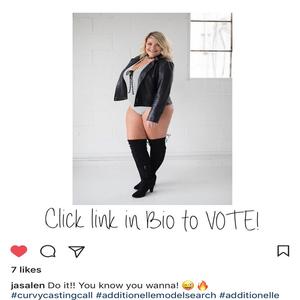 Click link in Bio to VOTE!
7 likes
jasalen Do it!! You know you wanna! 😄 🔥
#curvycastingcall #additionellemodelsearch #additionelle